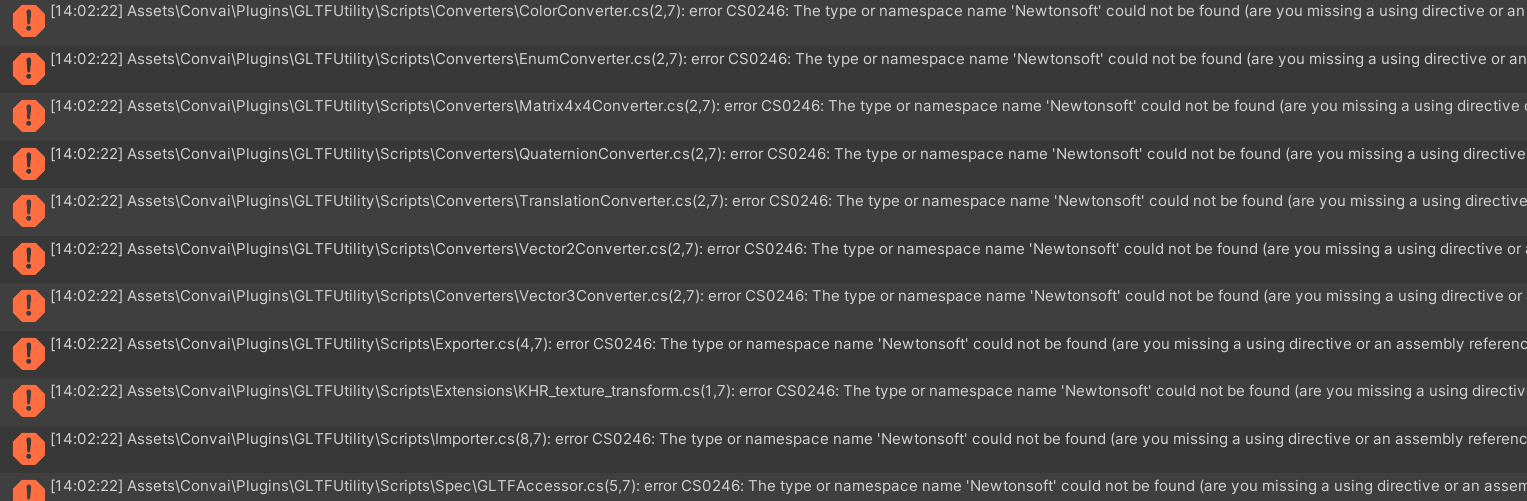 [14:02:22] Assets\Convai\Plugins\GLTFUtility\Scripts\Converters\ColorConverter.cs(2,7): error CS0246: The type or namespace name 'Newtonsoft' could not be found (are you missing a using directive or an
[14:02:22] Assets\Convai\Plugins\GLTFUtility\Scripts\Converters\EnumConverter.cs(2,7): error CS0246: The type or namespace name 'Newtonsoft' could not be found (are you missing a using directive or an
[14:02:22] Assets\Convai\Plugins\GLTFUtility\Scripts\Converters\Matrix4x4Converter.cs(2,7): error CS0246: The type or namespace name 'Newtonsoft' could not be found (are you missing a using directive
[14:02:22] Assets\Convai\Plugins\GLTFUtility\Scripts\Converters\QuaternionConverter.cs(2,7): error CS0246: The type or namespace name 'Newtonsoft' could not be found (are you missing a using directive
[14:02:22] Assets\Convai\Plugins\GLTFUtility\Scripts\Converters\TranslationConverter.cs(2,7): error CS0246: The type or namespace name 'Newtonsoft' could not be found (are you missing a using directive
[14:02:22] Assets\Convai\Plugins\GLTFUtility\Scripts\Converters\Vector2Converter.cs(2,7): error CS0246: The type or namespace name 'Newtonsoft' could not be found (are you missing a using directive or
[14:02:22] Assets\Convai\Plugins\GLTFUtility\Scripts\Converters\Vector3Converter.cs(2,7): error CS0246: The type or namespace name 'Newtonsoft' could not be found (are you missing a using directive or
[14:02:22] Assets\Convai\Plugins\GLTFUtility\Scripts\Exporter.cs(4,7): error CS0246: The type or namespace name 'Newtonsoft' could not be found (are you missing a using directive or an assembly referenc
[14:02:22] Assets\Convai\Plugins\GLTFUtility\Scripts\Extensions\KHR_texture_transform.cs(1,7): error CS0246: The type or namespace name 'Newtonsoft' could not be found (are you missing a using directiv
[14:02:22] Assets\Convai\Plugins\GLTFUtility\Scripts\Importer.cs(8,7): error CS0246: The type or namespace name 'Newtonsoft' could not be found (are you missing a using directive or an assembly referenc
[14:02:22] Assets\Convai\Plugins\GLTFUtility\Scripts\Spec\GLTFAccessor.cs(5,7): error CS0246: The type or namespace name 'Newtonsoft' could not be found (are you missing a using directive or an assem